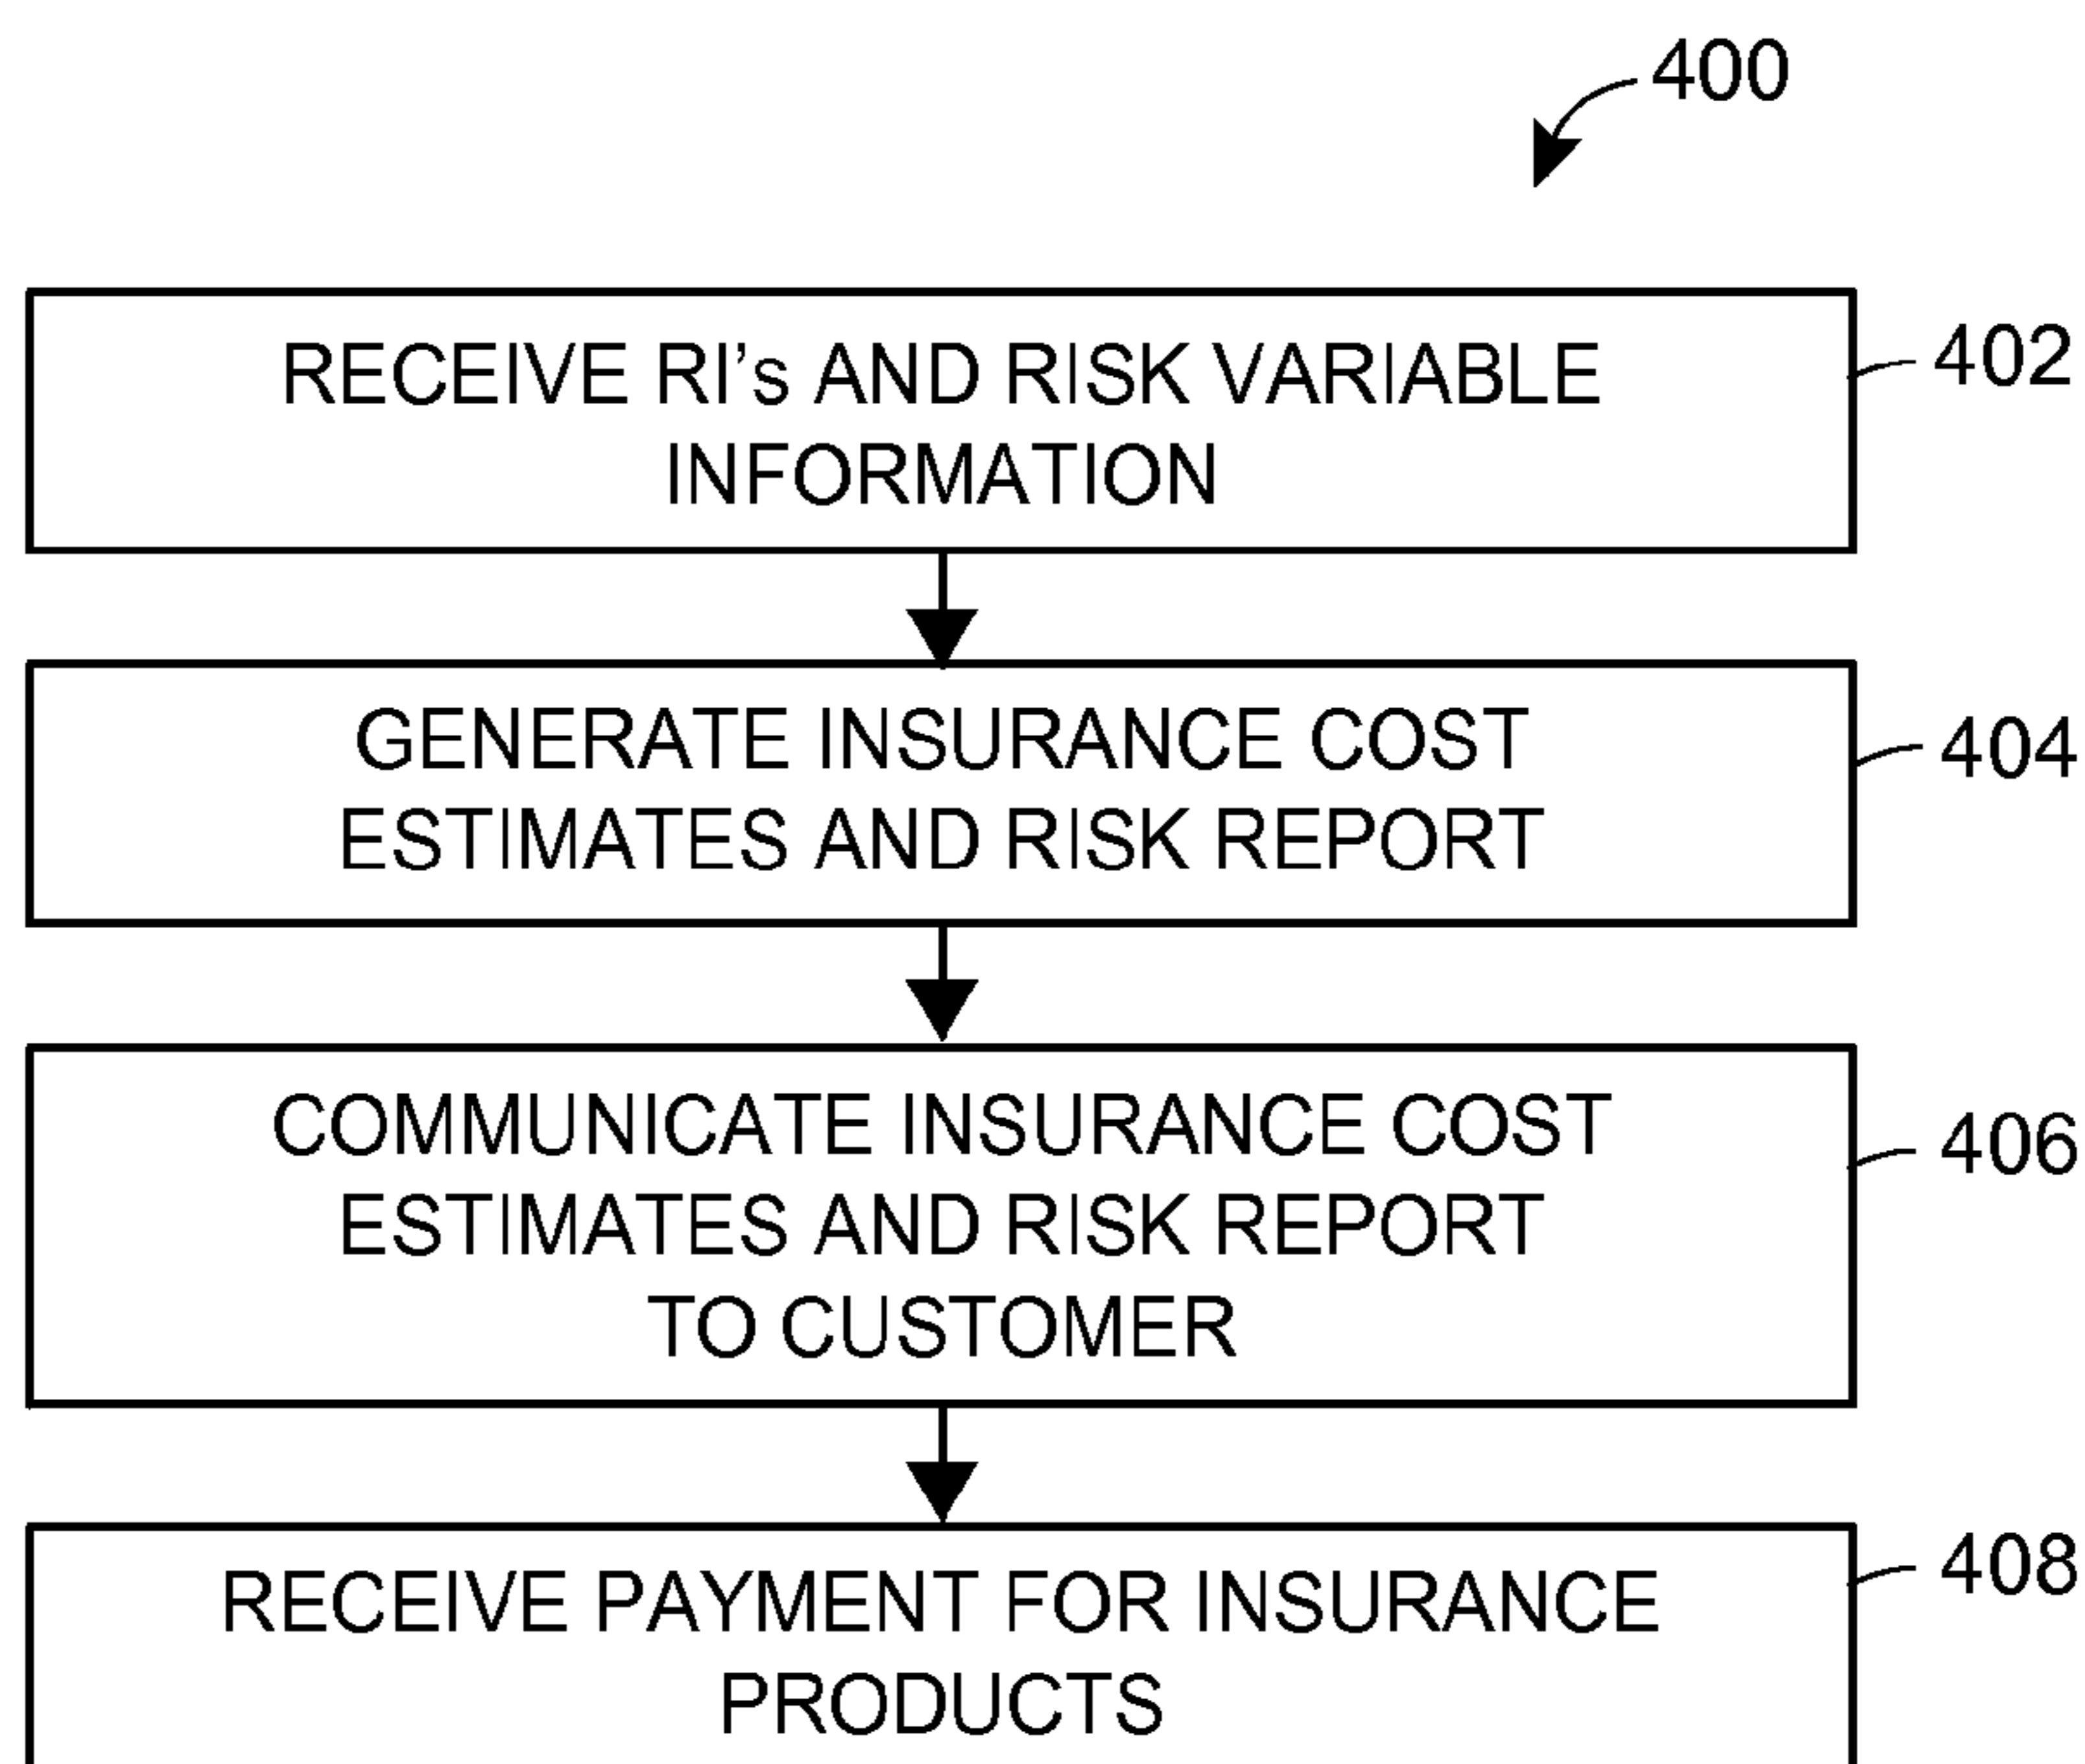 400
RECEIVE RI's AND RISK VARIABLE
INFORMATION
402
GENERATE INSURANCE COST
ESTIMATES AND RISK REPORT
404
COMMUNICATE INSURANCE COST
ESTIMATES AND RISK REPORT
TO CUSTOMER
406
RECEIVE PAYMENT FOR INSURANCE
PRODUCTS
408